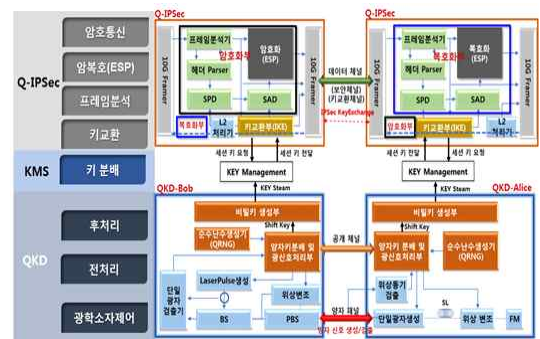 Q-IPSec
암호통신
암복호(ESP)
프레임분석
키교환
KMS
키 분배
QKD
후처리
전처리
광학소자제어
Q-IPSec
10G Framer
프레임분석기
헤더 Parser
SPD
암호화
(ESP)
암호화부
SAD
복호화부
키교환부(IKE)
L2
처리기
10G Framer
데이터 채널
(보안채널)
(키교환채널)
IPSec KeyExchange
Q-IPSec
10G Framer
프레임분석기
헤더 Parser
SPD
복호화
(ESP)
복호화부
SAD
암호화부
키교환부(IKE)
L2
처리기
10G Framer
세션 키 요청
세션 키 전달
KEY Management
KEY Steam
세션 키 요청
세션 키 전달
KEY Management
KEY Steam
QKD-Bob
비밀키 생성부
Shift Key
순수난수생성기
(QRNG)
양자키분배 및
광신호처리부
LaserPulse생성
단일
광자
검출기
위상변조
BS
PBS
공개 채널
양자 채널
양자 신호 생성/검출
QKD-Alice
비밀키 생성부
Shift Key
양자키 분배 및
광신호처리부
순수난수생성기
(QRNG)
위상동기
검출
단일광자생성
SL
위상 변조
FM